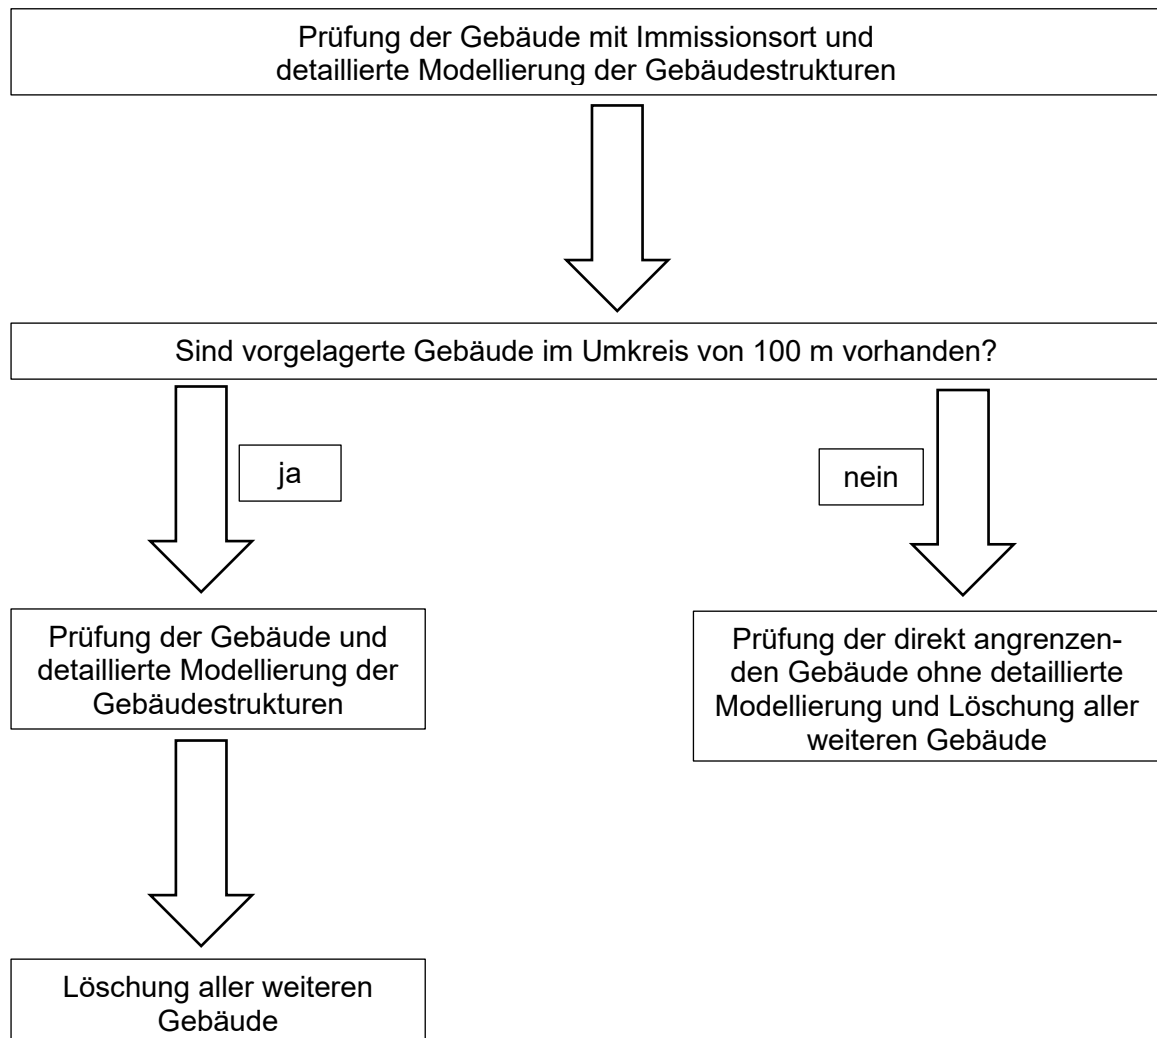 Prüfung der Gebäude mit Immissionsort und
detaillierte Modellierung der Gebäudestrukturen
Sind vorgelagerte Gebäude im Umkreis von 100 m vorhanden?
ja
nein
Prüfung der Gebäude und
detaillierte Modellierung der
Gebäudestrukturen
Prüfung der direkt angrenzen-
den Gebäude ohne detaillierte
Modellierung und Löschung aller
weiteren Gebäude
Löschung aller weiteren
Gebäude